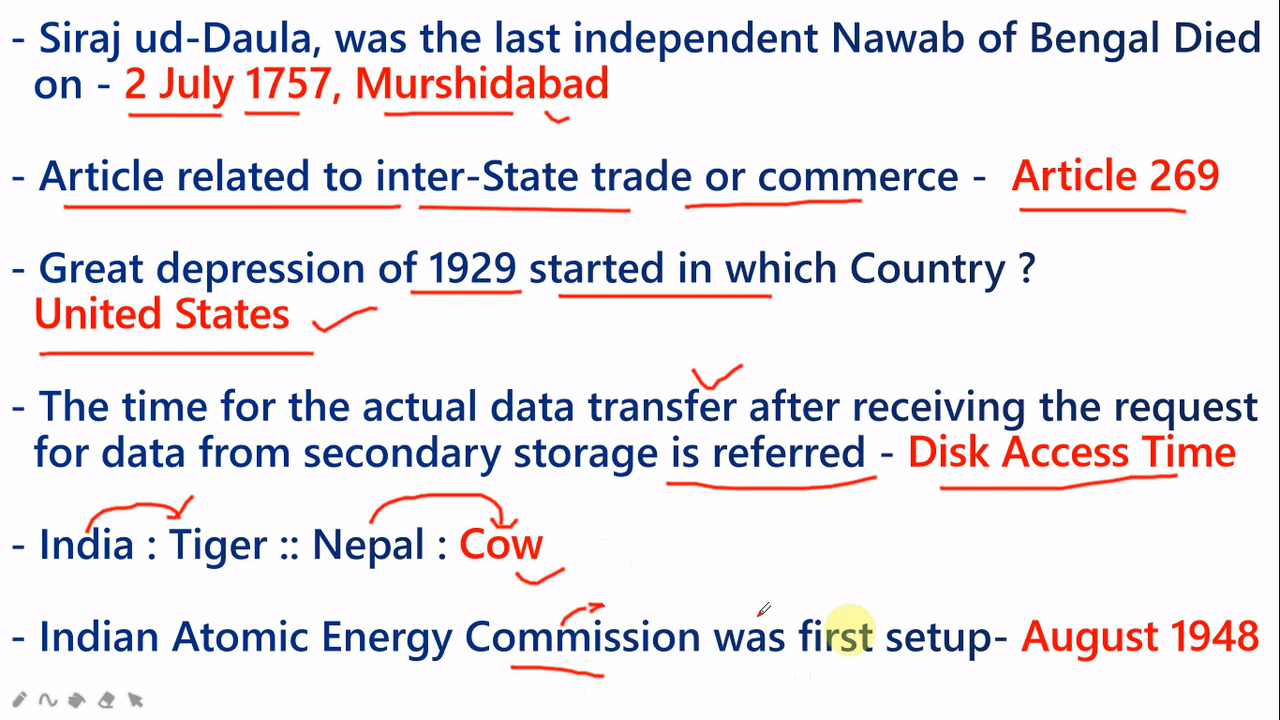 - Siraj ud-Daula, was the last independent Nawab of Bengal Died
on - 2 July 1757, Murshidabad
- Article related to inter-State trade or commerce - Article 269
- Great depression of 1929 started in which Country ?
United States
- The time for the actual data transfer after receiving the request
for data from secondary storage is referred - Disk Access Time
- India : Tiger :: Nepal : Cow
- Indian Atomic Energy Commission was first setup- August 1948